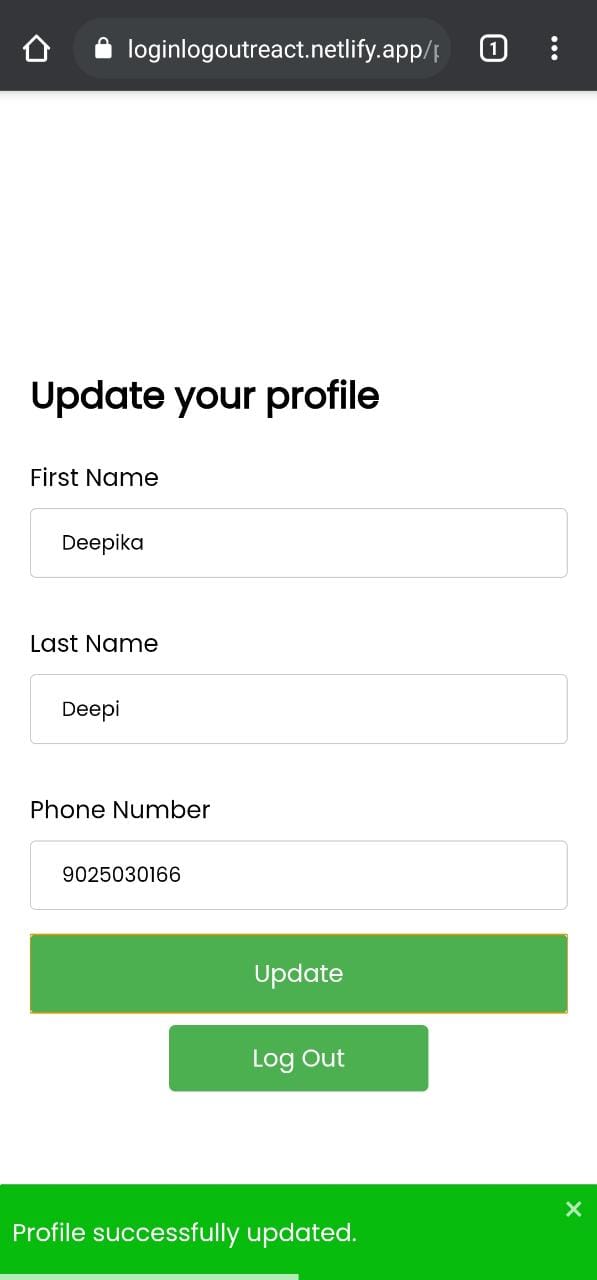 loginlogoutreact.netlify.app/
1
Update your profile
First Name
Deepika
Last Name
Deepi
Phone Number
9025030166
Update
Log Out
Profile successfully updated.